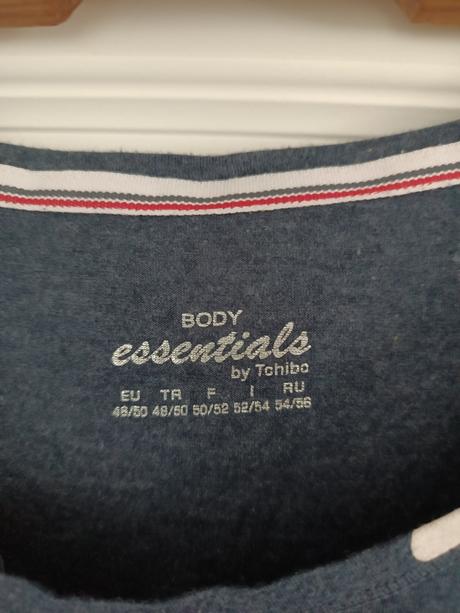 BODY
essentials
by Tchibo
EU TR F I RU
48/50 48/50 50/52 52/54 54/56